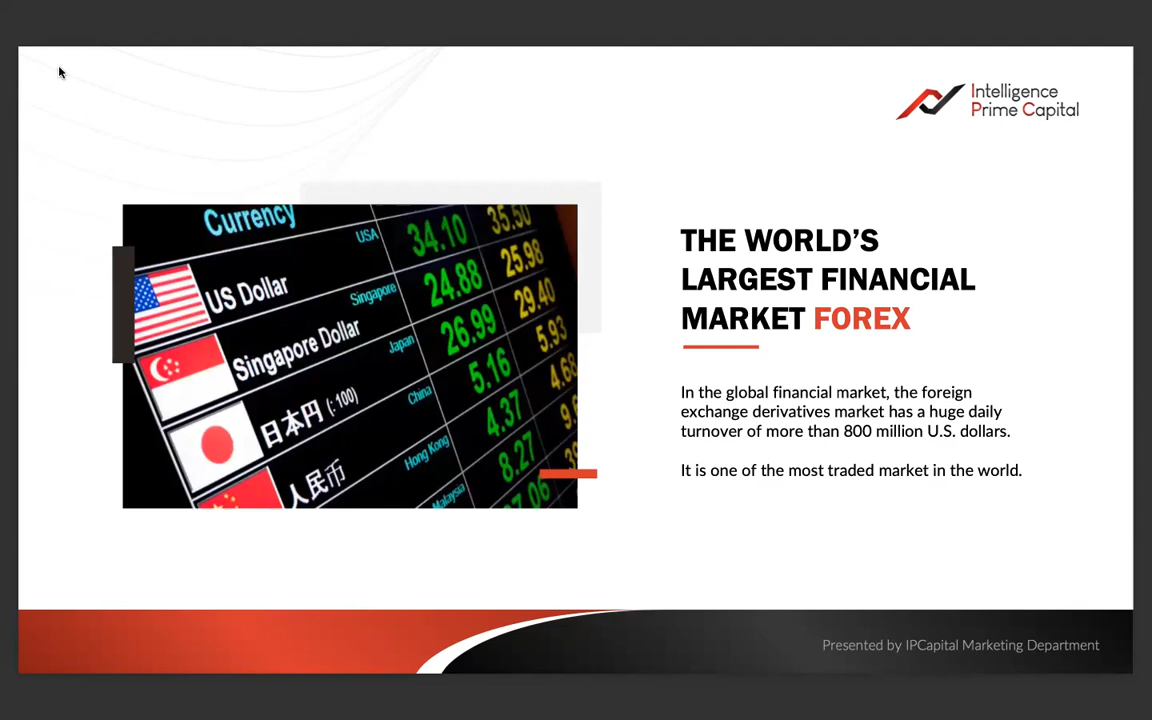 Intelligence
Prime Capital
Currency
USA 34.10 35.50
US Dollar
Singapore 24.88 25.98
Singapore Dollar
Japan 26.99 29.40
日本円 (:100)
China 5.16 5.93
人民币
Hong Kong 4.37 4.68
Malaysia 8.27
THE WORLD'S
LARGEST FINANCIAL
MARKET FOREX
In the global financial market, the foreign
exchange derivatives market has a huge daily
turnover of more than 800 million U.S. dollars.
It is one of the most traded market in the world.
Presented by IPCapital Marketing Department